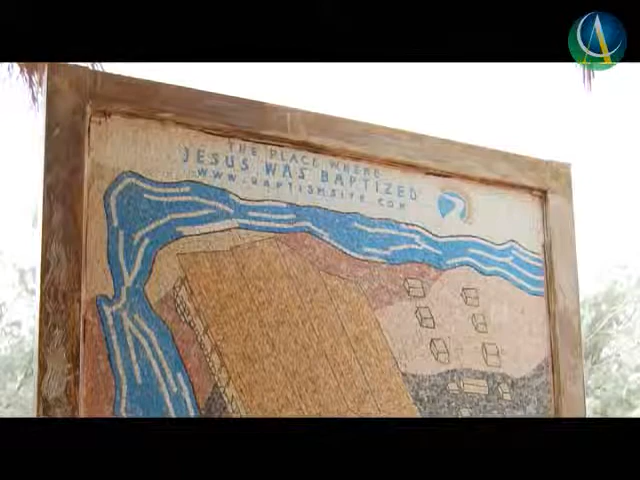 THE PLACE WHERE
JESUS WAS BAPTIZED
WWW.BAPTISMSITE.COM